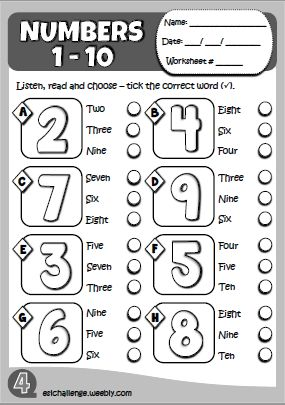 NUMBERS
1 - 10
Name: ______________
Date: ___/ ___/ ________
Worksheet # ______
Listen, read and choose – tick the correct word (✓).
A
2
Two
Three
Nine
B
4
Eight
Six
Four
C
7
Seven
Six
Eight
D
9
Three
Nine
Six
E
3
Five
Seven
Three
F
5
Four
Five
Ten
G
6
Nine
Five
Six
H
8
Eight
Nine
Ten
4
eslchallenge.weebly.com